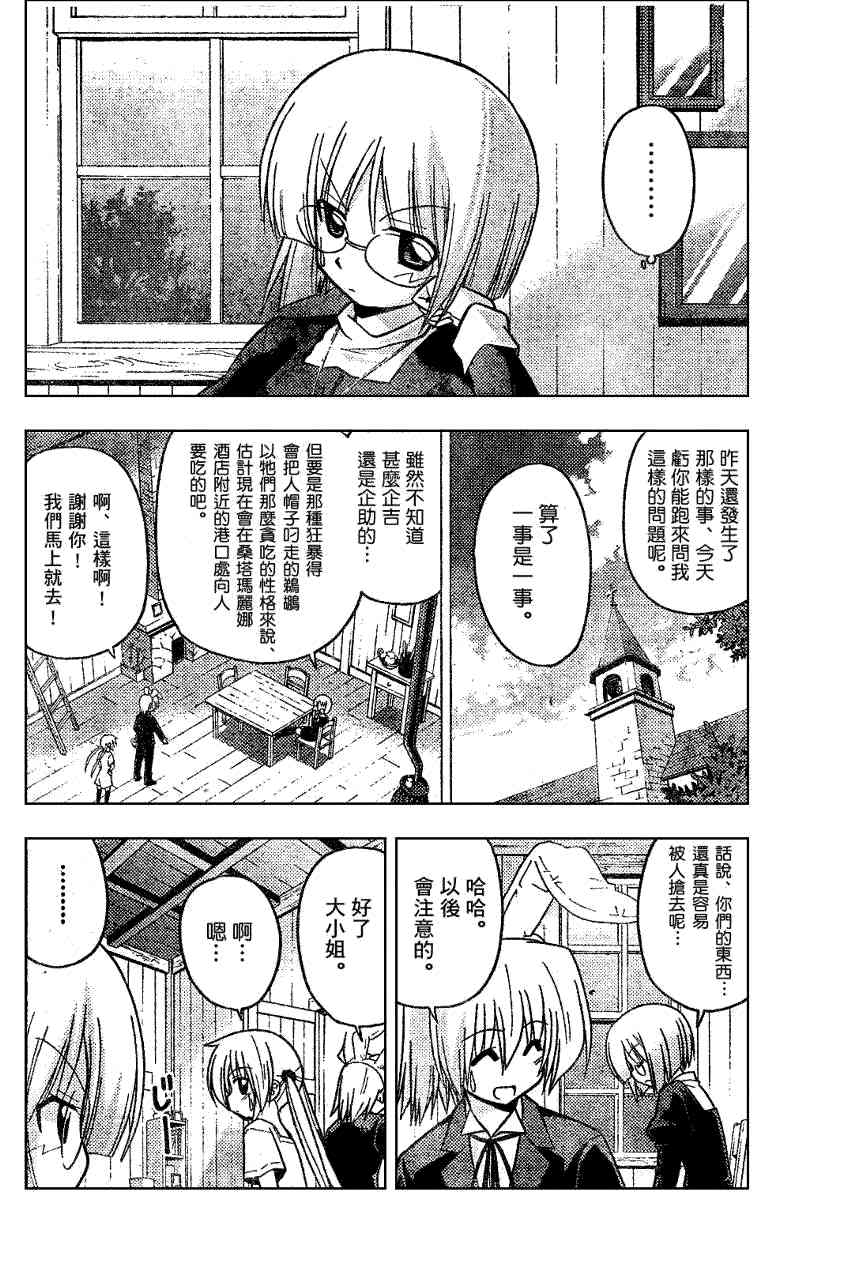 ………
昨天還發生了
那樣的事、今天
虧你能跑來問我
這樣的問題呢。
算了
一事是一事。
雖然不知道
甚麼企吉
還是企助的…
但要是那種狂暴得
會把人帽子叼走的鵜鶘
以牠們那麼貪吃的性格來說、
估計現在會在桑塔瑪麗娜
酒店附近的港口處向人
要吃的吧。
啊、這樣啊！
謝謝你！
我們馬上就去！
話說、你們的東西…
還真是容易
被人搶去呢…
哈哈。
以後
會注意的。
好了
大小姐。
啊…
嗯…
………
じーっ